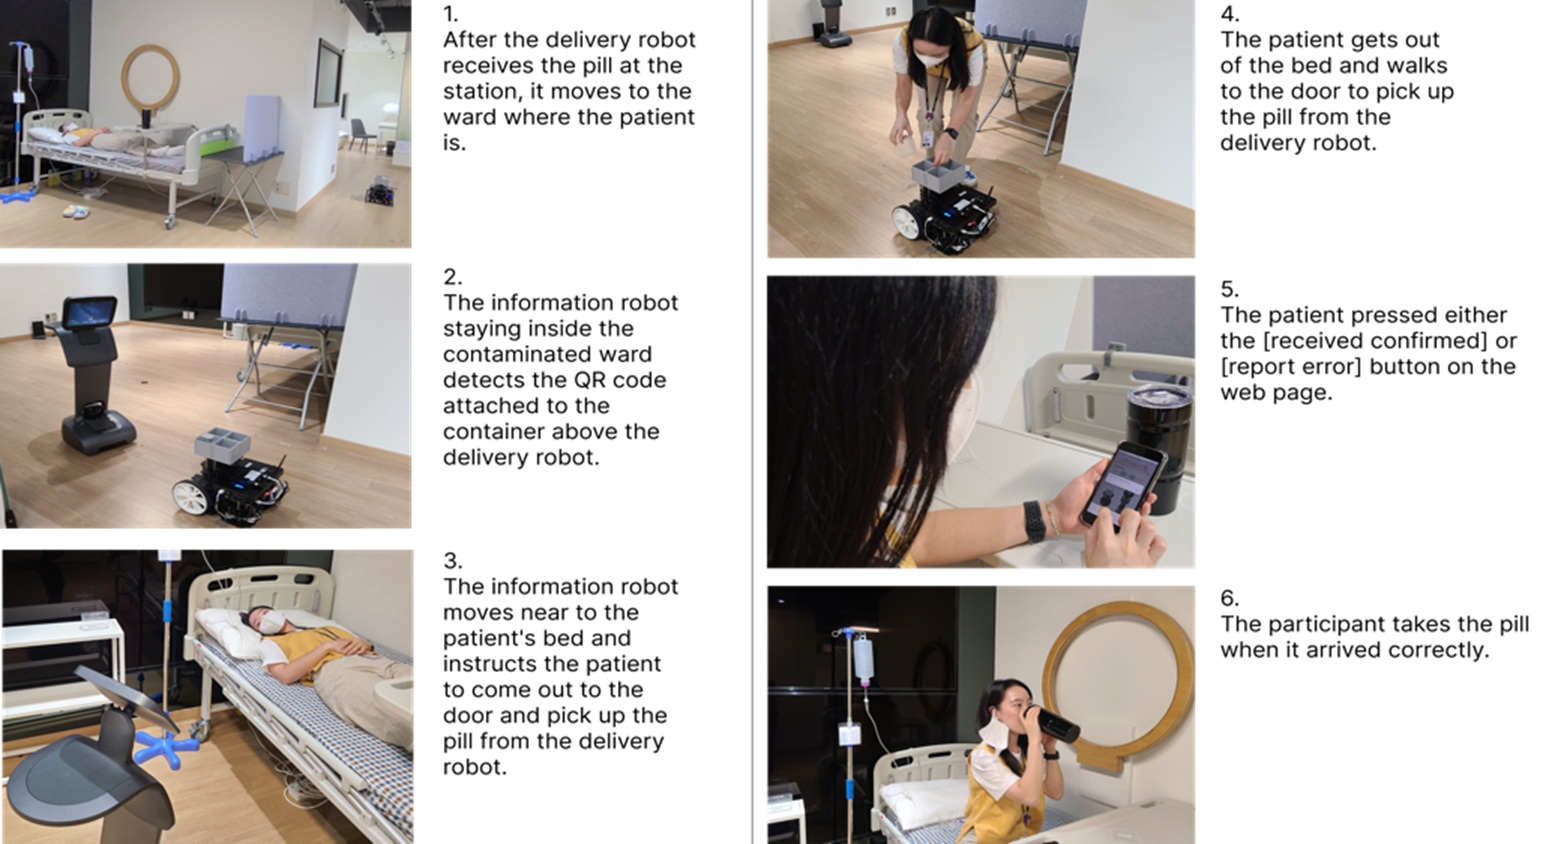 1.
After the delivery robot
receives the pill at the
station, it moves to the
ward where the patient
is.
2.
The information robot
staying inside the
contaminated ward
detects the QR code
attached to the
container above the
delivery robot.
3.
The information robot
moves near to the
patient's bed and
instructs the patient
to come out to the
door and pick up the
pill from the delivery
robot.
4.
The patient gets out
of the bed and walks
to the door to pick up
the pill from the
delivery robot.
5.
The patient pressed either
the [received confirmed] or
[report error] button on the
web page.
6.
The participant takes the pill
when it arrived correctly.